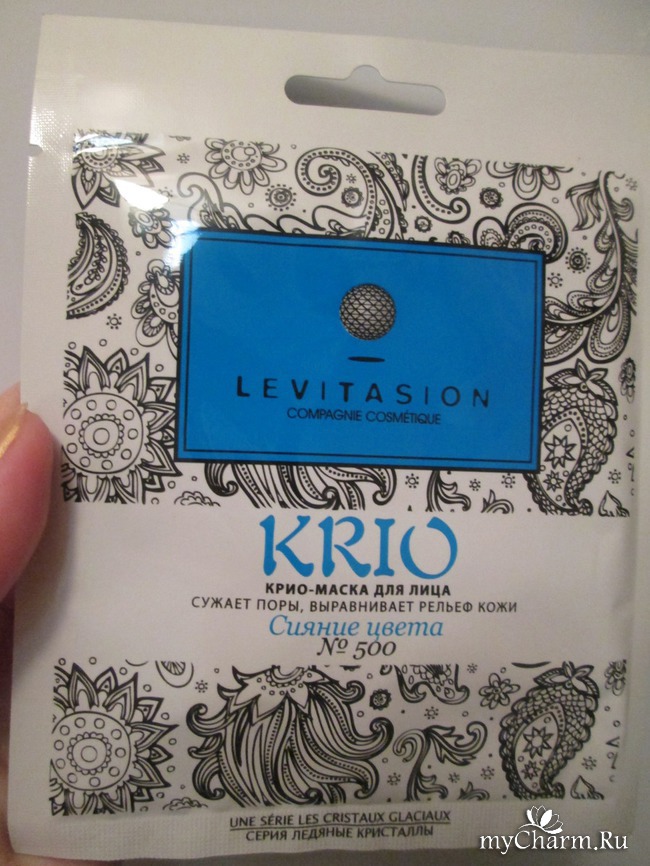 LEVITASION
COMPAGNIE COSMÉTIQUE
KRIO
КРИО-МАСКА ДЛЯ ЛИЦА
СУЖАЕТ ПОРЫ, ВЫРАВНИВАЕТ РЕЛЬЕФ КОЖИ
Сияние цвета
№ 500
UNE SÉRIE LES CRISTAUX GLACIAUX
СЕРИЯ ЛЕДЯНЫЕ КРИСТАЛЛЫ
myCharm.Ru